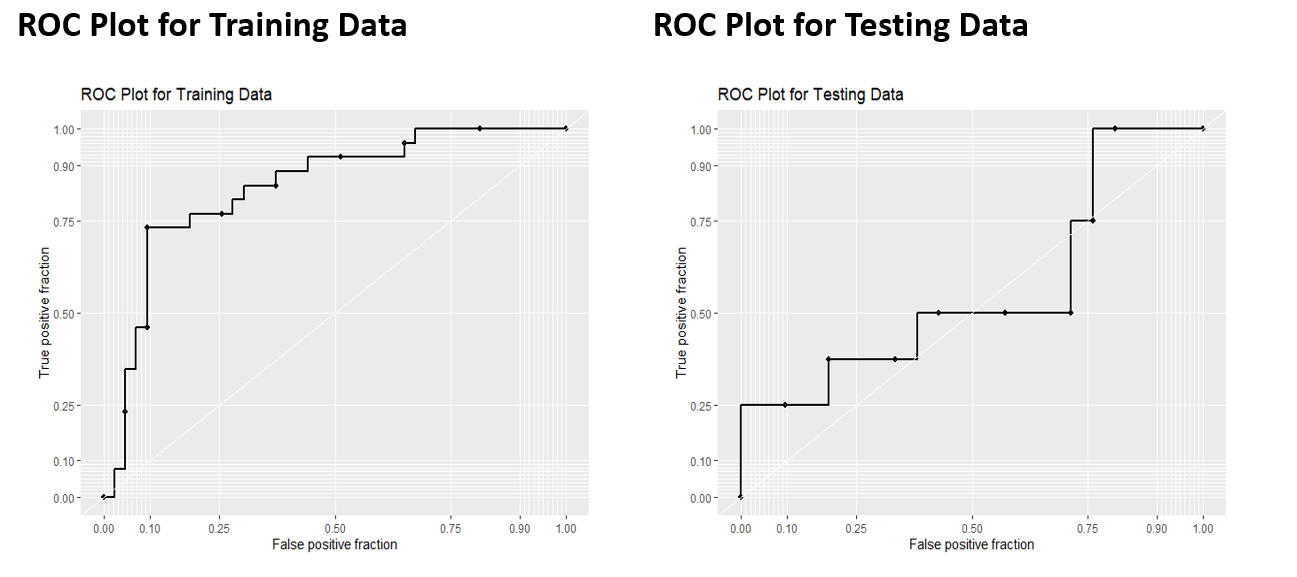 ROC Plot for Training Data
ROC Plot for Training Data
1.00
0.90
0.75
0.50
0.25
0.10
0.00
True positive fraction
0.00 0.10 0.25 0.50 0.75 0.90 1.00
False positive fraction
ROC Plot for Testing Data
ROC Plot for Testing Data
1.00
0.90
0.75
0.50
0.25
0.10
0.00
True positive fraction
0.00 0.10 0.25 0.50 0.75 0.90 1.00
False positive fraction